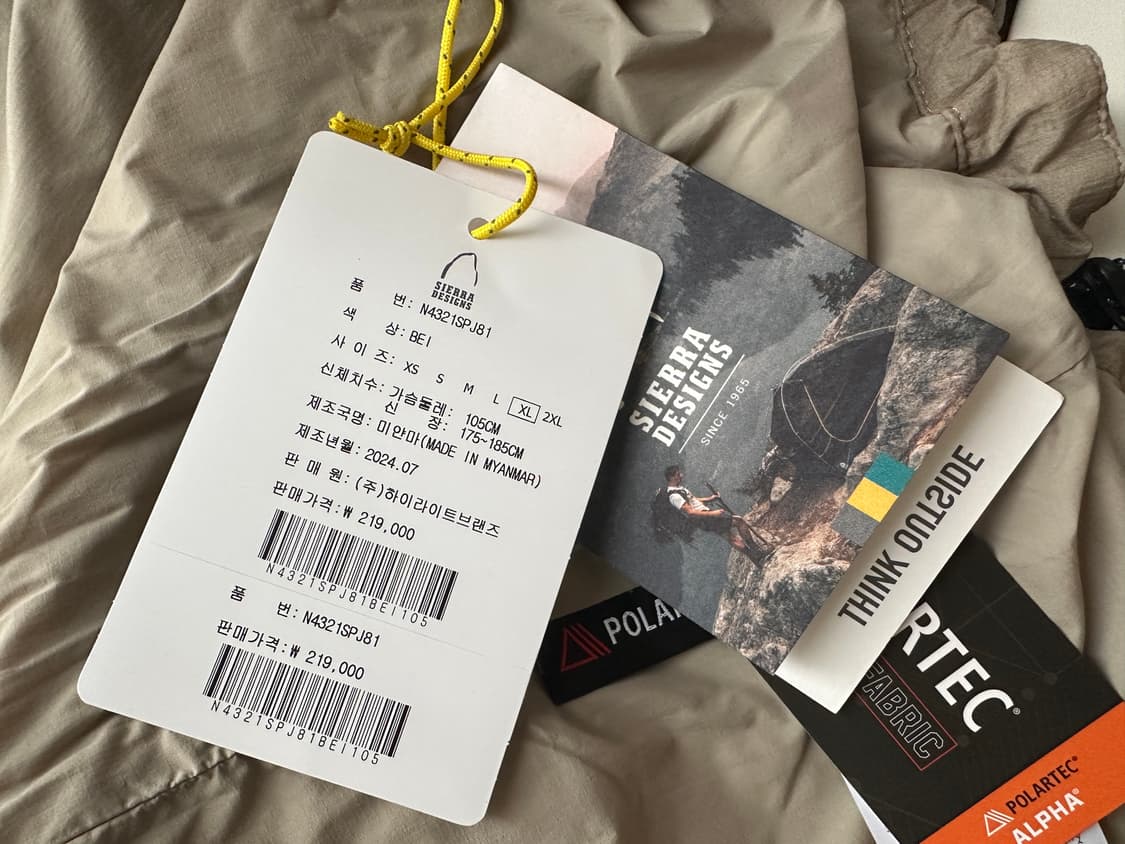 SIERRA
DESIGNS
품 번: N4321SPJ81
색 상: BEI
사 이 즈: XS S M L XL 2XL
신체치수: 가슴둘레: 105CM
신 장: 175~185CM
제조국명: 미얀마(MADE IN MYANMAR)
제조년월: 2024.07
판 매 원: (주)하이라이트브랜즈
판매가격:₩ 219,000
N4321SPJ81BEI105
품 번: N4321SPJ81
판매가격:₩ 219,000
N4321SPJ81BEI105
SIERRA
DESIGNS
SINCE 1965
THINK OUTSIDE
POLARTEC®
ALPHA®